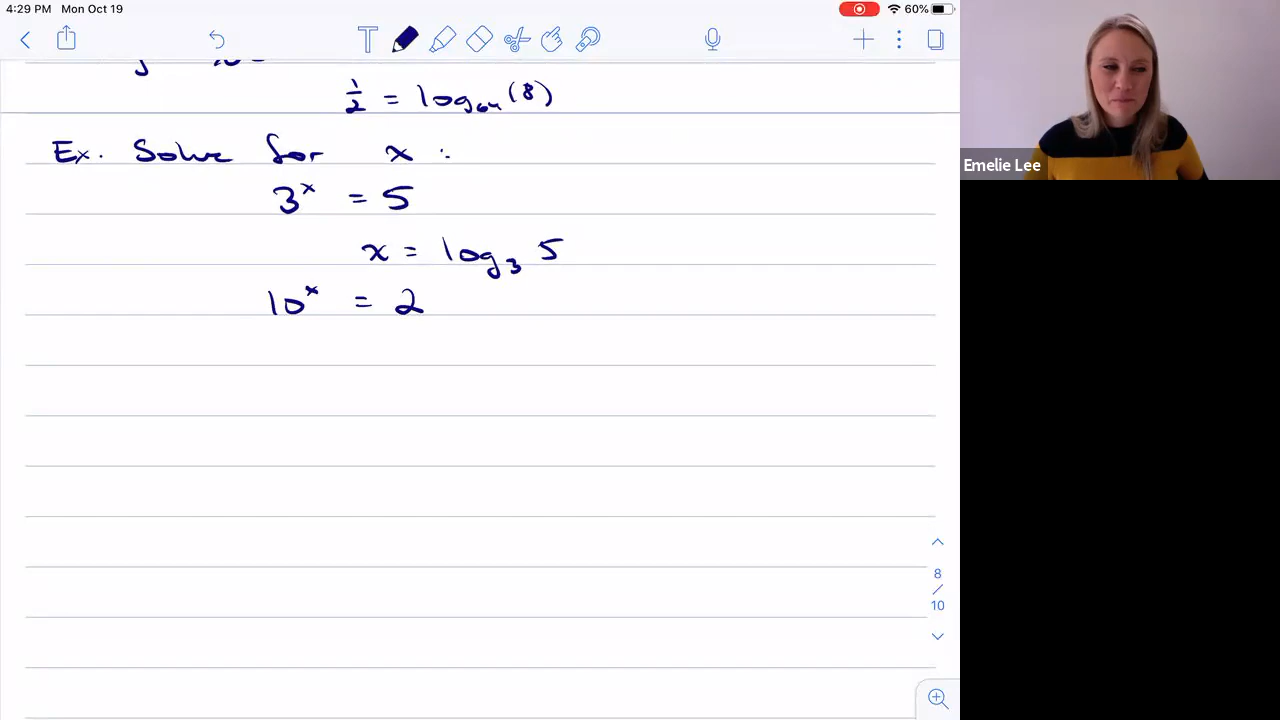 4:29 PM Mon Oct 19
60%
T
1/2 = log₆₄(8)
Ex. Solve for x :
3ˣ = 5
x = log₃ 5
10ˣ = 2
8
/
10
Emelie Lee